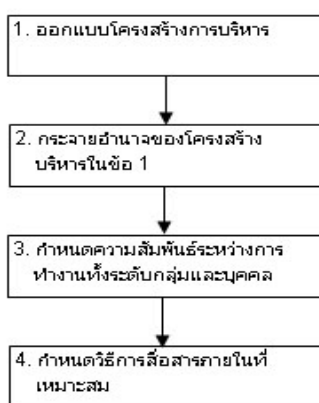 1. ออกแบบโครงสร้างการบริหาร
2. กระจายอำนาจของโครงสร้าง
บริหารในข้อ 1
3. กำหนดความสัมพันธ์ระหว่างการ
ทำงานทั้งระดับกลุ่มและบุคคล
4. กำหนดวิธีการสื่อสารภายในที่
เหมาะสม